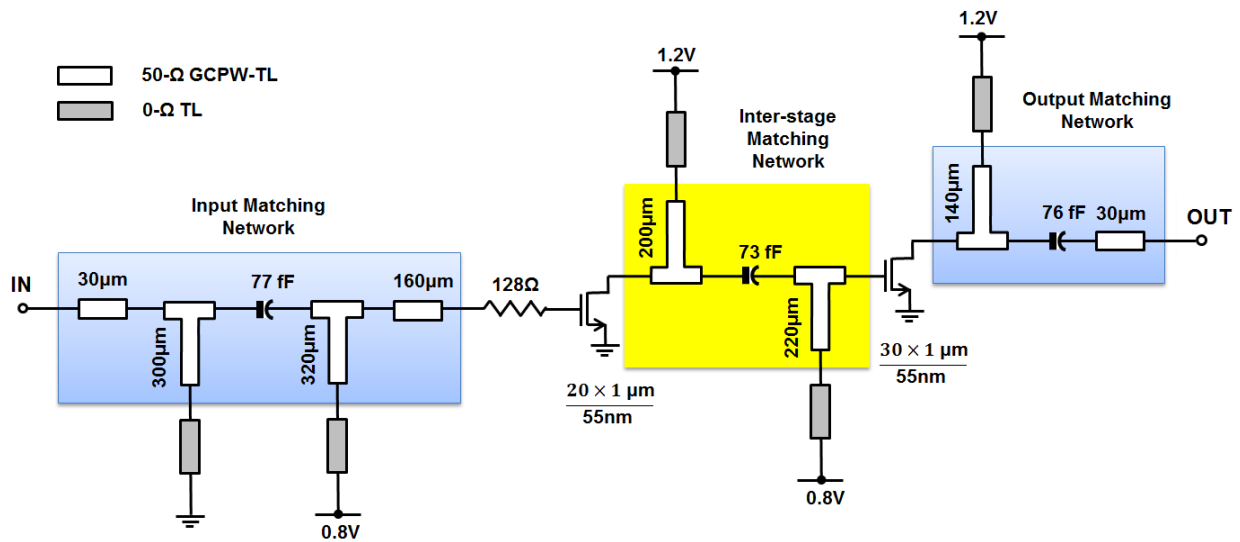 50-Ω GCPW-TL
0-Ω TL
Input Matching
Network
IN
30µm
77 fF
160µm
300µm
320µm
0.8V
128Ω
20 × 1 µm
55nm
1.2V
Inter-stage
Matching
Network
200µm
73 fF
220µm
0.8V
30 × 1 µm
55nm
1.2V
Output Matching
Network
140µm
76 fF
30µm
OUT